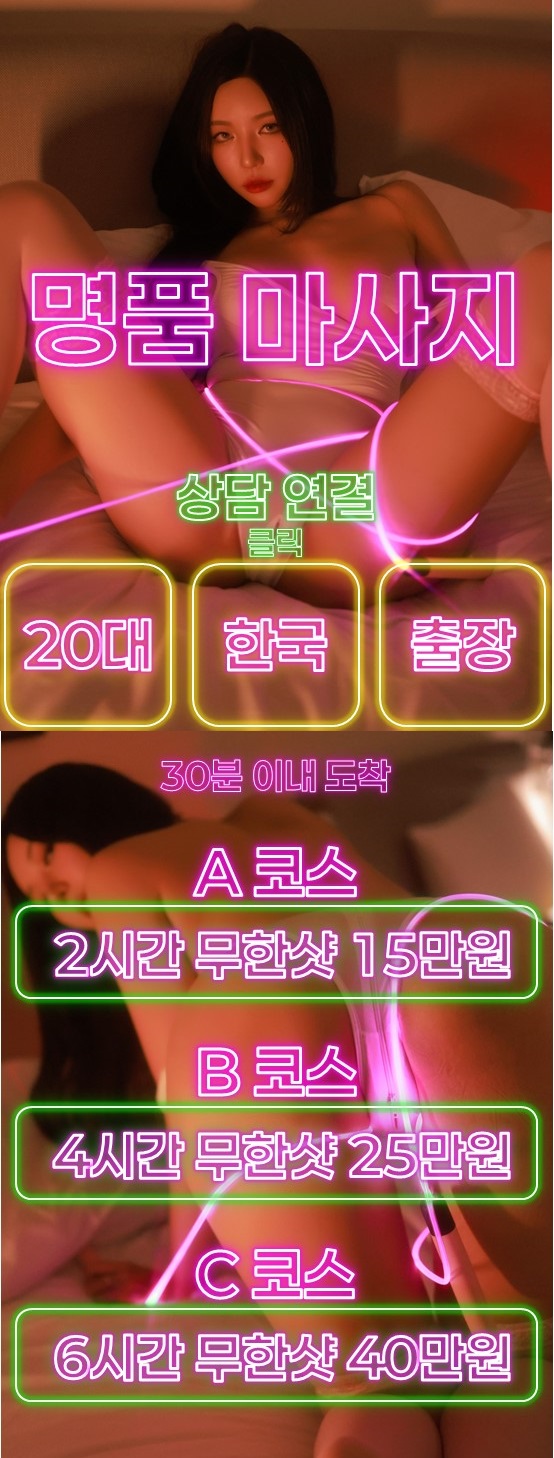 명품 마사지
상담 연결
클릭
20대 한국 출장
30분 이내 도착
A 코스
2시간 무한샷 15만원
B 코스
4시간 무한샷 25만원
C 코스
6시간 무한샷 40만원